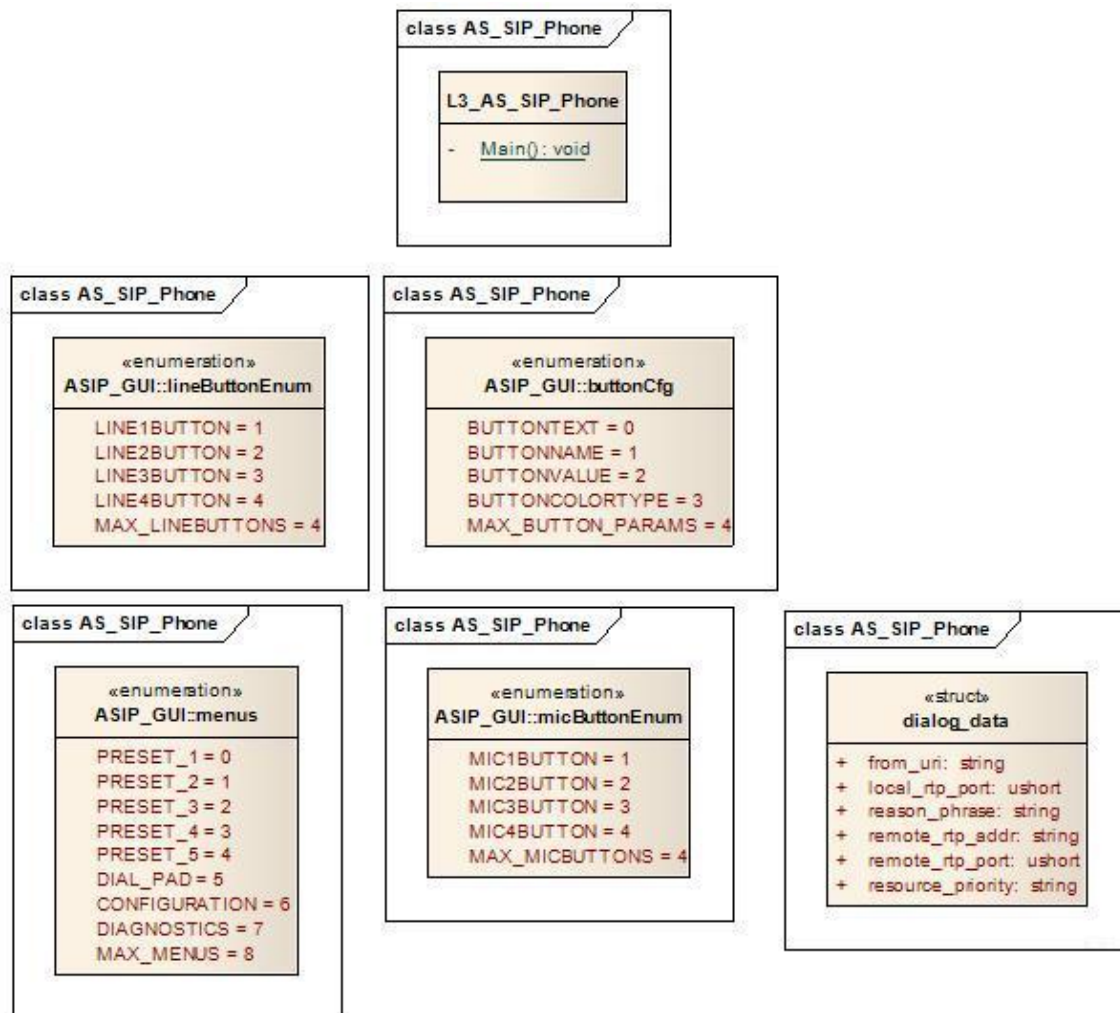 class AS_SIP_Phone
L3_AS_SIP_Phone
- Main() : void
class AS_SIP_Phone
«enumeration»
ASIP_GUI::lineButtonEnum
LINE1BUTTON = 1
LINE2BUTTON = 2
LINE3BUTTON = 3
LINE4BUTTON = 4
MAX_LINEBUTTONS = 4
class AS_SIP_Phone
«enumeration»
ASIP_GUI::buttonCfg
BUTTONTEXT = 0
BUTTONNAME = 1
BUTTONVALUE = 2
BUTTONCOLORTYPE = 3
MAX_BUTTON_PARAMS = 4
class AS_SIP_Phone
«enumeration»
ASIP_GUI::menus
PRESET_1 = 0
PRESET_2 = 1
PRESET_3 = 2
PRESET_4 = 3
PRESET_5 = 4
DIAL_PAD = 5
CONFIGURATION = 6
DIAGNOSTICS = 7
MAX_MENUS = 8
class AS_SIP_Phone
«enumeration»
ASIP_GUI::micButtonEnum
MIC1BUTTON = 1
MIC2BUTTON = 2
MIC3BUTTON = 3
MIC4BUTTON = 4
MAX_MICBUTTONS = 4
class AS_SIP_Phone
«struct»
dialog_data
+ from_uri: string
+ local_rtp_port: ushort
+ reason_phrase: string
+ remote_rtp_addr: string
+ remote_rtp_port: ushort
+ resource_priority: string